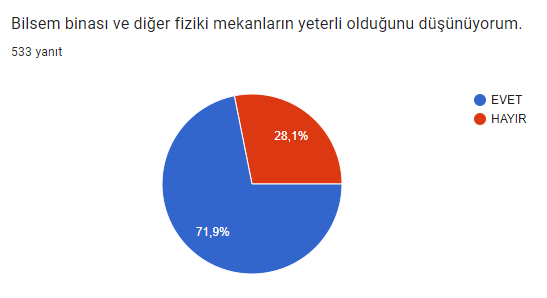 Bilsem binası ve diğer fiziki mekanların yeterli olduğunu düşünüyorum.
533 yanıt
EVET
HAYIR
28,1%
71,9%